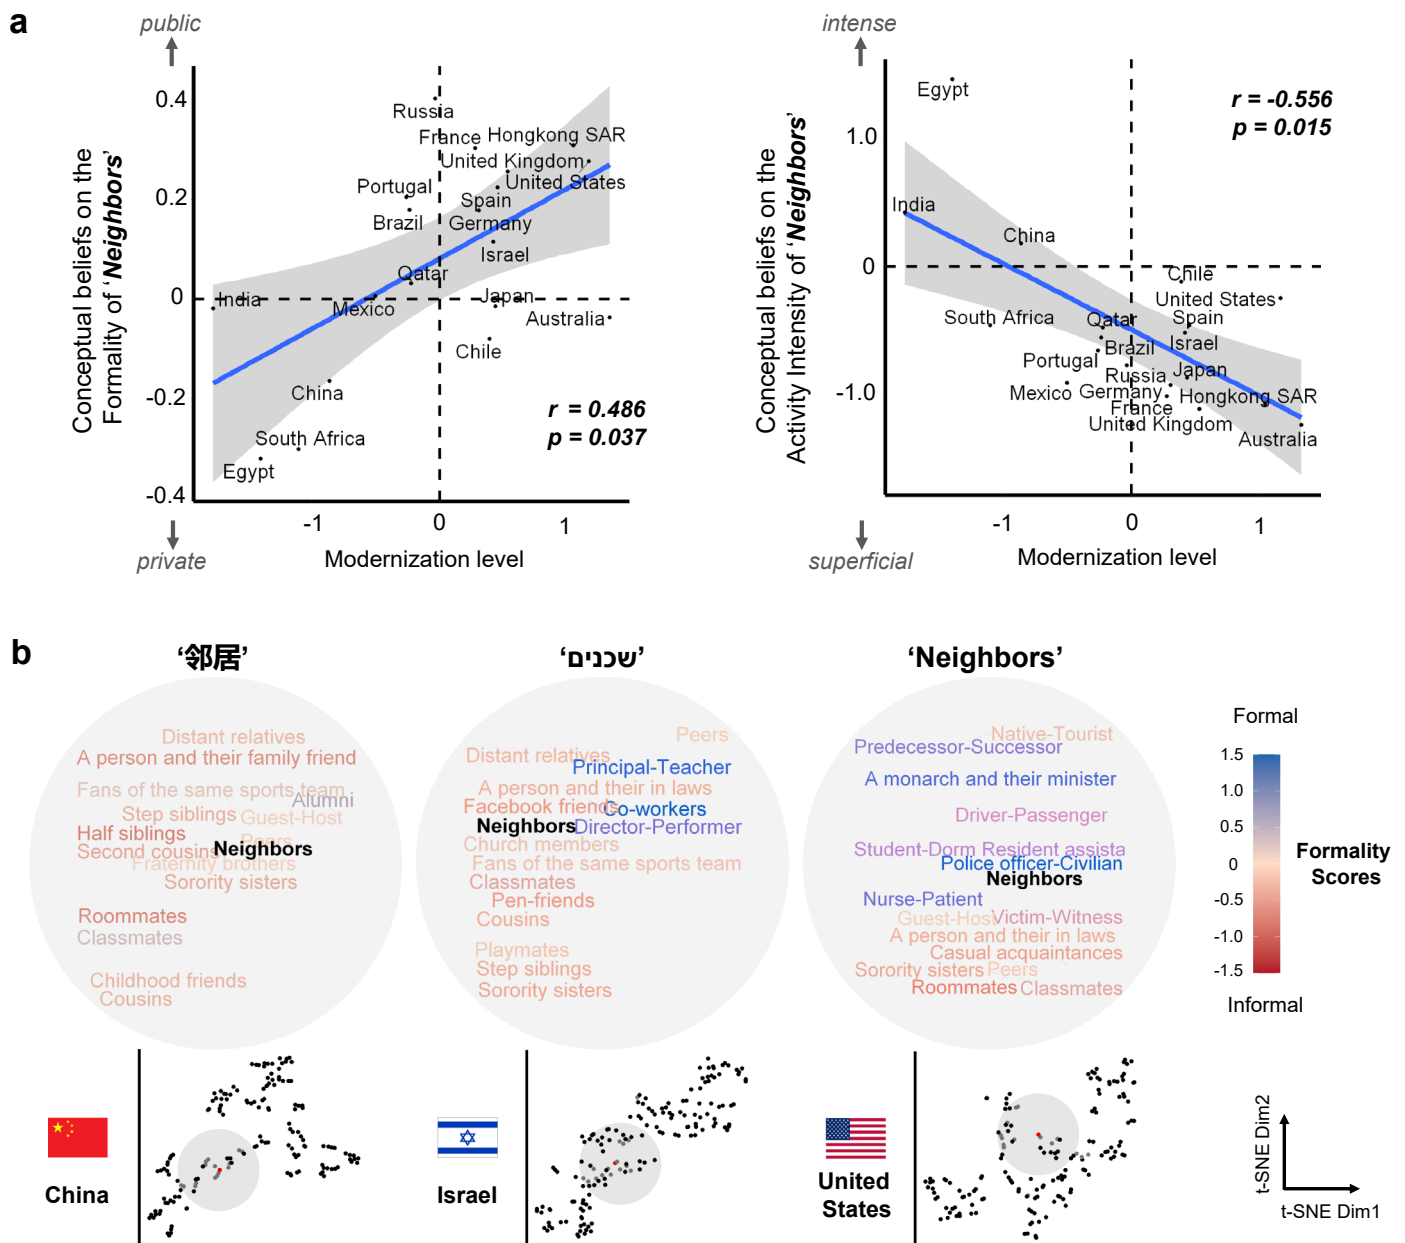 a
public
intense
0.4
0.2
0
-0.2
-0.4
Conceptual beliefs on the
Formality of 'Neighbors'
Russia
France
Hongkong SAR
United Kingdom
United States
Portugal
Spain
Brazil
Germany
Israel
Qatar
India
Mexico
Japan
Australia
Chile
China
South Africa
Egypt
r = 0.486
p = 0.037
-1
0
1
Modernization level
private
1.0
0
-1.0
Conceptual beliefs on the
Activity Intensity of 'Neighbors'
Egypt
r = -0.556
p = 0.015
India
China
Chile
United States
South Africa
Qatar
Spain
Brazil
Israel
Portugal
Russia
Japan
Mexico
Germany
Hongkong SAR
France
United Kingdom
Australia
-1
0
1
Modernization level
superficial
b
‘邻居’
Distant relatives
A person and their family friend
Fans of the same sports team
Alumni
Step siblings
Guest-Host
Half siblings
Peers
Second cousins
Neighbors
Fraternity brothers
Sorority sisters
Roommates
Classmates
Childhood friends
Cousins
‘שכנים’
Peers
Distant relatives
Principal-Teacher
A person and their in laws
Facebook friends
Co-workers
Neighbors
Director-Performer
Church members
Fans of the same sports team
Classmates
Pen-friends
Cousins
Playmates
Step siblings
Sorority sisters
‘Neighbors’
Native-Tourist
Predecessor-Successor
A monarch and their minister
Driver-Passenger
Student-Dorm Resident assista
Police officer-Civilian
Neighbors
Nurse-Patient
Guest-Host
Victim-Witness
A person and their in laws
Casual acquaintances
Sorority sisters
Peers
Roommates
Classmates
Formal
1.5
1.0
0.5
0
-0.5
-1.0
-1.5
Formality
Scores
Informal
China
Israel
United
States
t-SNE Dim2
t-SNE Dim1